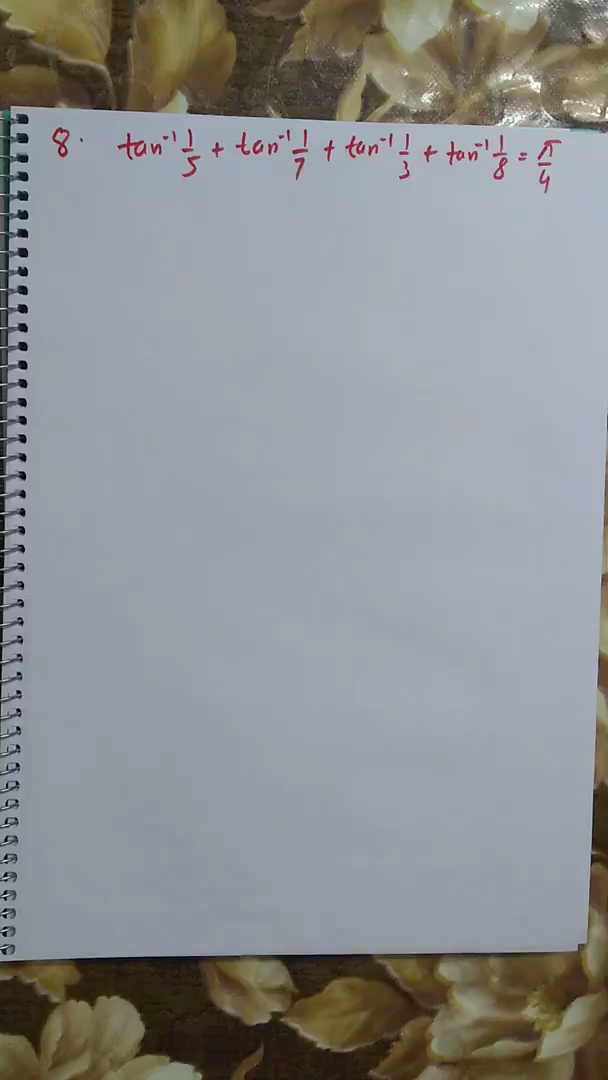 8. tan⁻¹ 1/5 + tan⁻¹ 1/7 + tan⁻¹ 1/3 + tan⁻¹ 1/8 = π/4